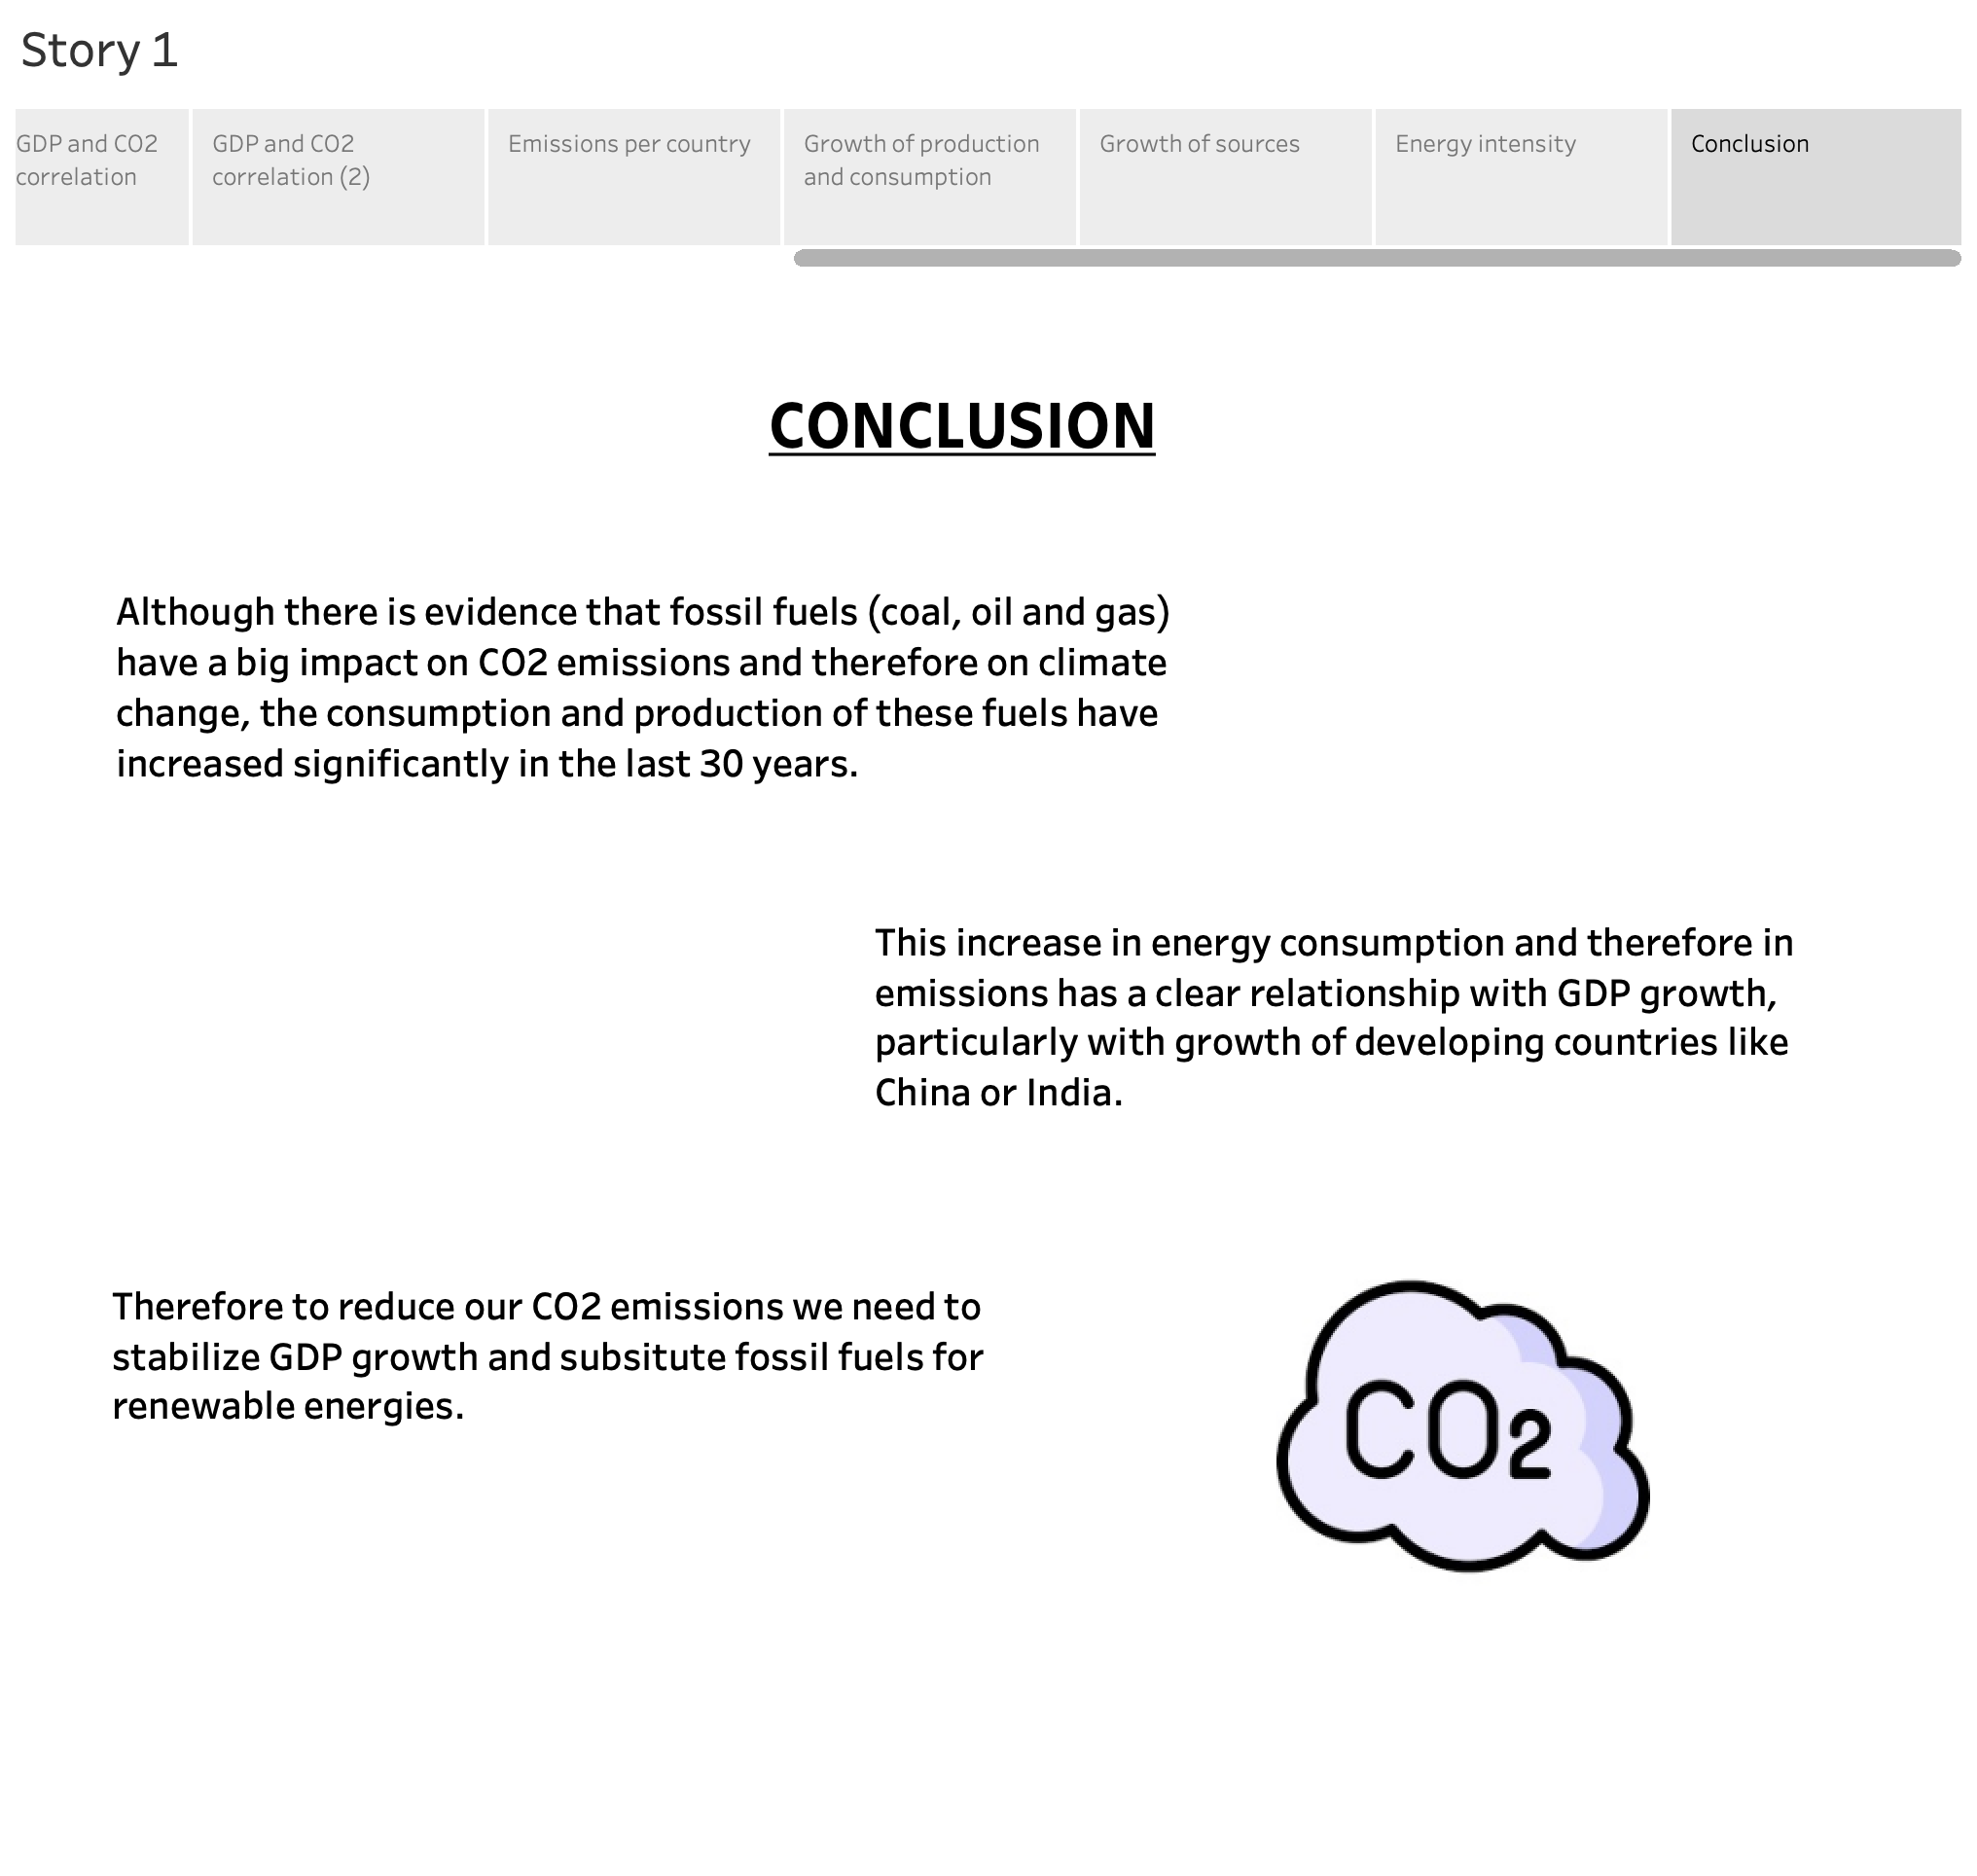 Story 1
GDP and CO2
correlation
GDP and CO2
correlation (2)
Emissions per country
Growth of production
and consumption
Growth of sources
Energy intensity
Conclusion
CONCLUSION
Although there is evidence that fossil fuels (coal, oil and gas)
have a big impact on CO2 emissions and therefore on climate
change, the consumption and production of these fuels have
increased significantly in the last 30 years.
This increase in energy consumption and therefore in
emissions has a clear relationship with GDP growth,
particularly with growth of developing countries like
China or India.
Therefore to reduce our CO2 emissions we need to
stabilize GDP growth and subsitute fossil fuels for
renewable energies.
CO2